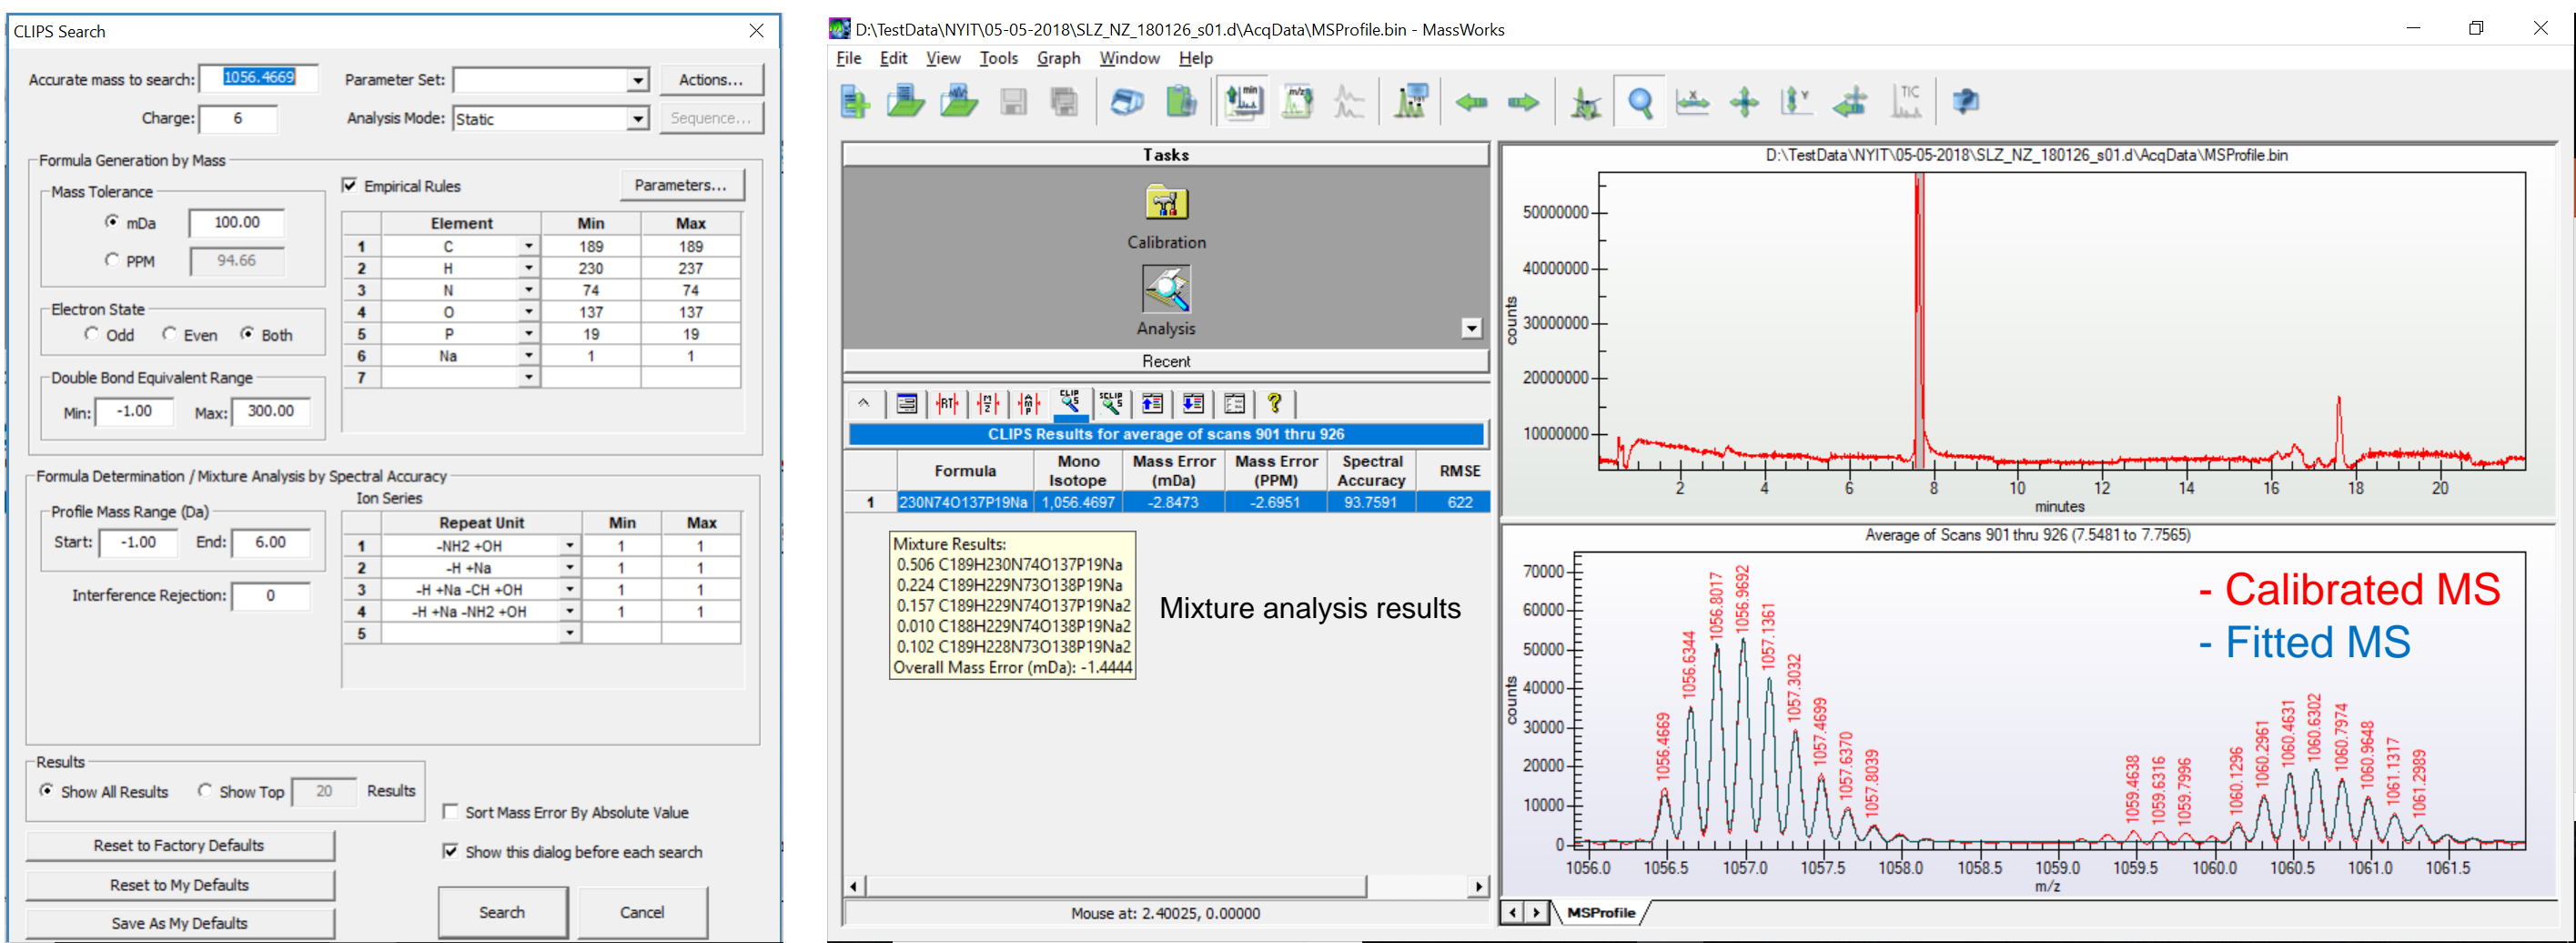 CLIPS Search
Accurate mass to search: 1056.4669 Parameter Set: Actions...
Charge: 6 Analysis Mode: Static Sequence...
Formula Generation by Mass
Mass Tolerance
mDa 100.00
PPM 94.66
Empirical Rules Parameters...
Element Min Max
1 C 189 189
2 H 230 237
3 N 74 74
4 O 137 137
5 P 19 19
6 Na 1 1
7
Electron State
Odd Even Both
Double Bond Equivalent Range
Min: -1.00 Max: 300.00
Formula Determination / Mixture Analysis by Spectral Accuracy
Profile Mass Range (Da)
Start: -1.00 End: 6.00
Interference Rejection: 0
Ion Series
Repeat Unit Min Max
1 -NH2 +OH 1 1
2 -H +Na 1 1
3 -H +Na -CH +OH 1 1
4 -H +Na -NH2 +OH 1 1
5
Results
Show All Results Show Top 20 Results
Sort Mass Error By Absolute Value
Show this dialog before each search
Reset to Factory Defaults
Reset to My Defaults
Save As My Defaults
Search Cancel
D:\TestData\NYIT\05-05-2018\SLZ_NZ_180126_s01.d\AcqData\MSProfile.bin - MassWorks
File Edit View Tools Graph Window Help
min
m/z
TIC
X
Y
Tasks
Calibration
Analysis
Recent
RT
CLIPS Results for average of scans 901 thru 926
Formula Mono Isotope Mass Error (mDa) Mass Error (PPM) Spectral Accuracy RMSE
1 230N74O137P19Na 1,056.4697 -2.8473 -2.6951 93.7591 622
Mixture Results:
0.506 C189H230N74O137P19Na
0.224 C189H229N73O138P19Na
0.157 C189H229N74O137P19Na2
0.010 C188H229N74O138P19Na2
0.102 C189H228N73O138P19Na2
Overall Mass Error (mDa): -1.4444
Mixture analysis results
Mouse at: 2.40025, 0.00000
D:\TestData\NYIT\05-05-2018\SLZ_NZ_180126_s01.d\AcqData\MSProfile.bin
counts
50000000
40000000
30000000
20000000
10000000
2 4 6 8 10 12 14 16 18 20
minutes
Average of Scans 901 thru 926 (7.5481 to 7.7565)
- Calibrated MS
- Fitted MS
counts
70000
60000
50000
40000
30000
20000
10000
0
1056.4669
1056.6344
1056.8017
1056.9692
1057.1361
1057.3032
1057.4699
1057.6370
1057.8039
1059.4638
1059.6316
1059.7996
1060.1296
1060.2961
1060.4631
1060.6302
1060.7974
1060.9648
1061.1317
1061.2989
1056.0 1056.5 1057.0 1057.5 1058.0 1058.5 1059.0 1059.5 1060.0 1060.5 1061.0 1061.5
m/z
MSProfile